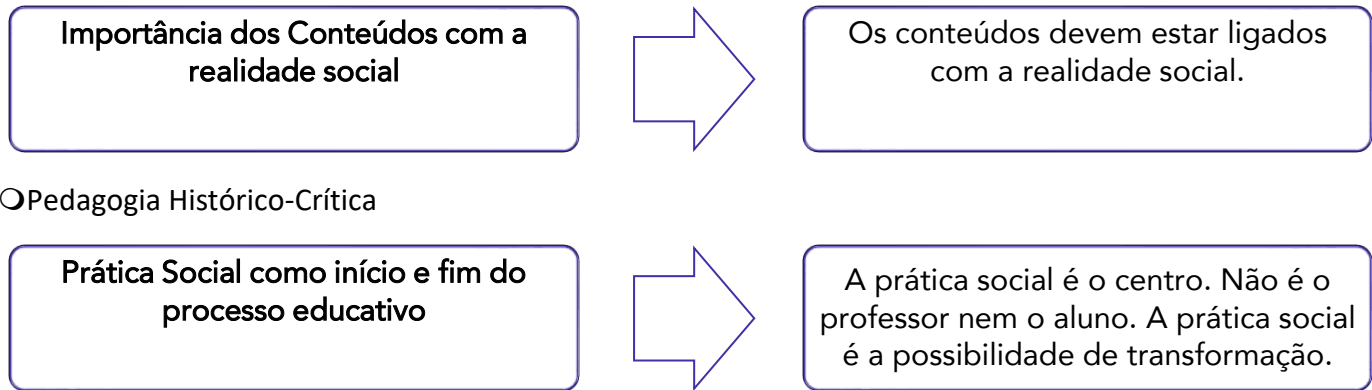 Importância dos Conteúdos com a
realidade social
Os conteúdos devem estar ligados
com a realidade social.
❍Pedagogia Histórico-Crítica
Prática Social como início e fim do
processo educativo
A prática social é o centro. Não é o
professor nem o aluno. A prática social
é a possibilidade de transformação.